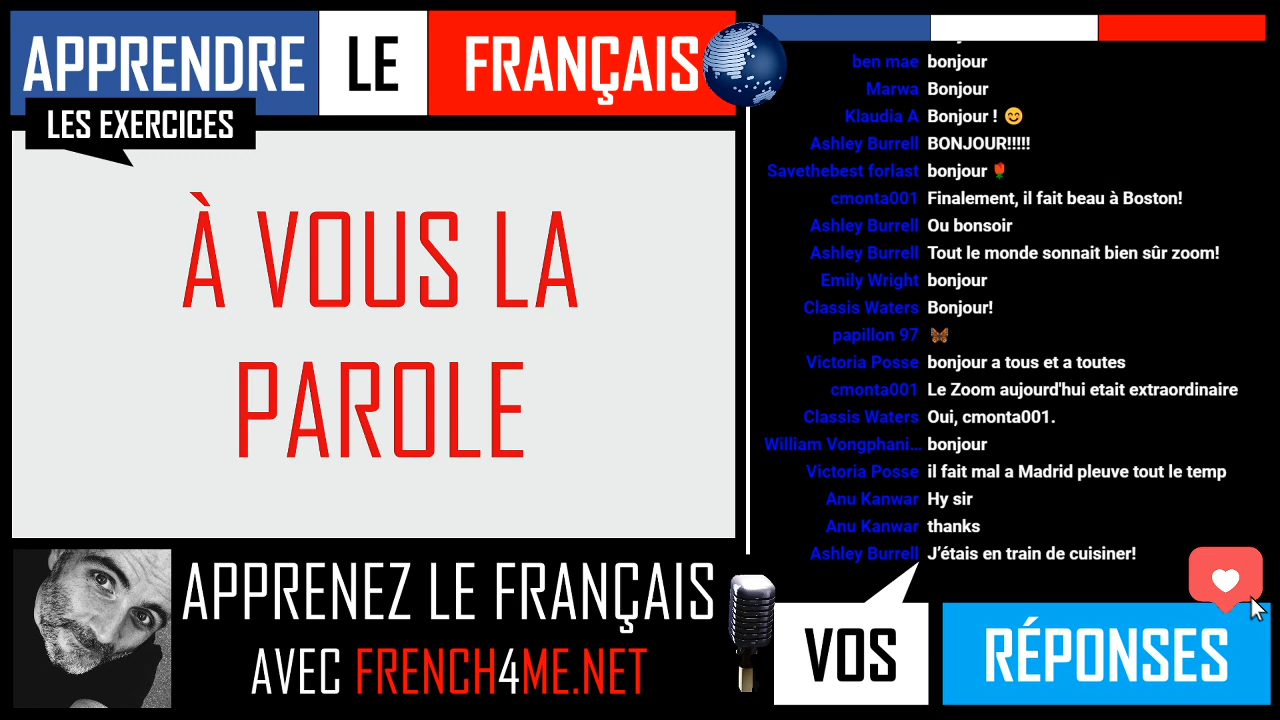 APPRENDRE LE FRANÇAIS
LES EXERCICES
À VOUS LA
PAROLE
APPRENEZ LE FRANÇAIS
AVEC FRENCH4ME.NET
ben mae bonjour
Marwa Bonjour
Klaudia A Bonjour ! 😊
Ashley Burrell BONJOUR!!!!!
Savethebest forlast bonjour🌹
cmonta001 Finalement, il fait beau à Boston!
Ashley Burrell Ou bonsoir
Ashley Burrell Tout le monde sonnait bien sûr zoom!
Emily Wright bonjour
Classis Waters Bonjour!
papillon 97 🦋
Victoria Posse bonjour a tous et a toutes
cmonta001 Le Zoom aujourd'hui etait extraordinaire
Classis Waters Oui, cmonta001.
William Vongphani... bonjour
Victoria Posse il fait mal a Madrid pleuve tout le temp
Anu Kanwar Hy sir
Anu Kanwar thanks
Ashley Burrell J'étais en train de cuisiner!
VOS RÉPONSES